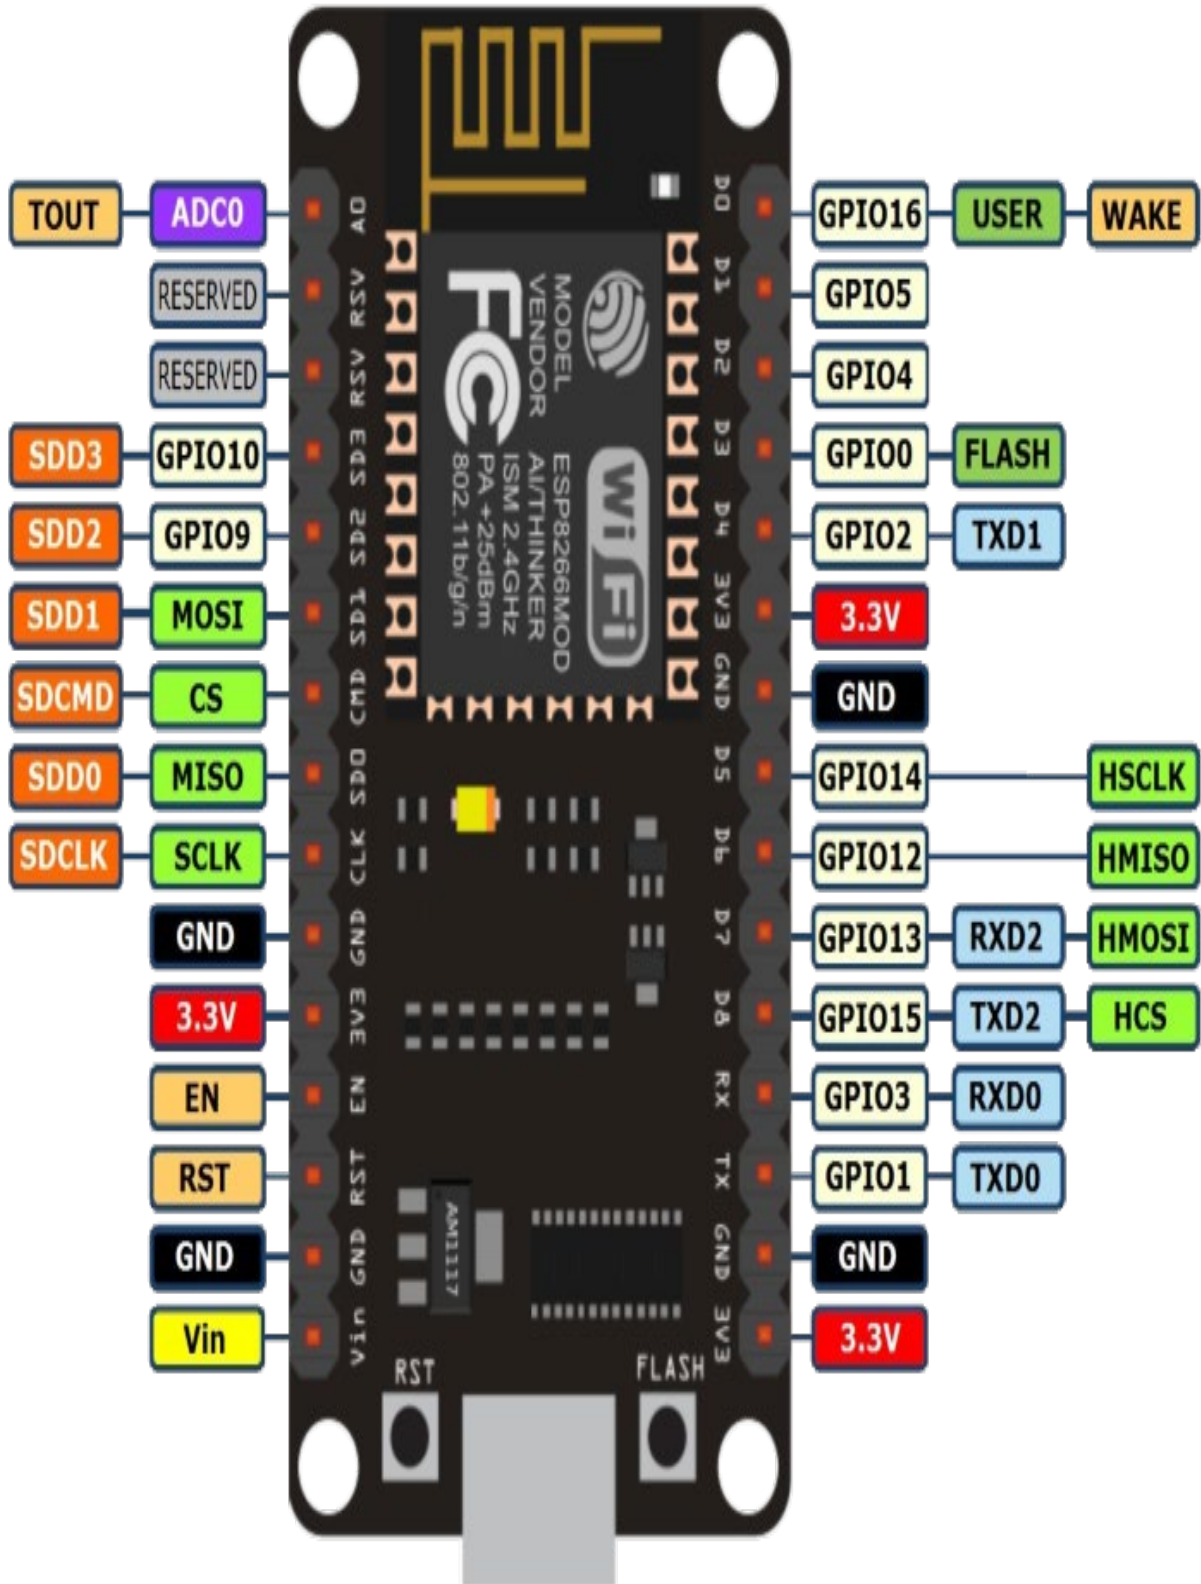 TOUT ADC0 A0 D0 GPIO16 USER WAKE
RESERVED RSV D1 GPIO5
RESERVED RSV D2 GPIO4
SDD3 GPIO10 SD3 D3 GPIO0 FLASH
SDD2 GPIO9 SD2 D4 GPIO2 TXD1
SDD1 MOSI SD1 3V3 3.3V
SDCMD CS CMD GND GND
SDD0 MISO SD0 D5 GPIO14 HSCLK
SDCLK SCLK CLK D6 GPIO12 HMISO
GND GND D7 GPIO13 RXD2 HMOSI
3.3V 3V3 D8 GPIO15 TXD2 HCS
EN EN RX GPIO3 RXD0
RST RST TX GPIO1 TXD0
GND GND GND GND
Vin Vin 3V3 3.3V
MODEL ESP8266MOD
VENDOR AI/THINKER
ISM 2.4GHz
PA +25dBm
802.11b/g/n
FC
WiFi
AM1117
RST
FLASH